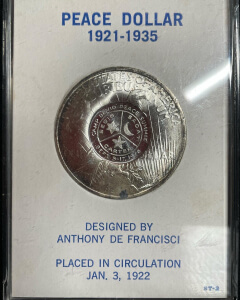 PEACE DOLLAR
1921-1935
DESIGNED BY
ANTHONY DE FRANCISCI
PLACED IN CIRCULATION
JAN. 3, 1922